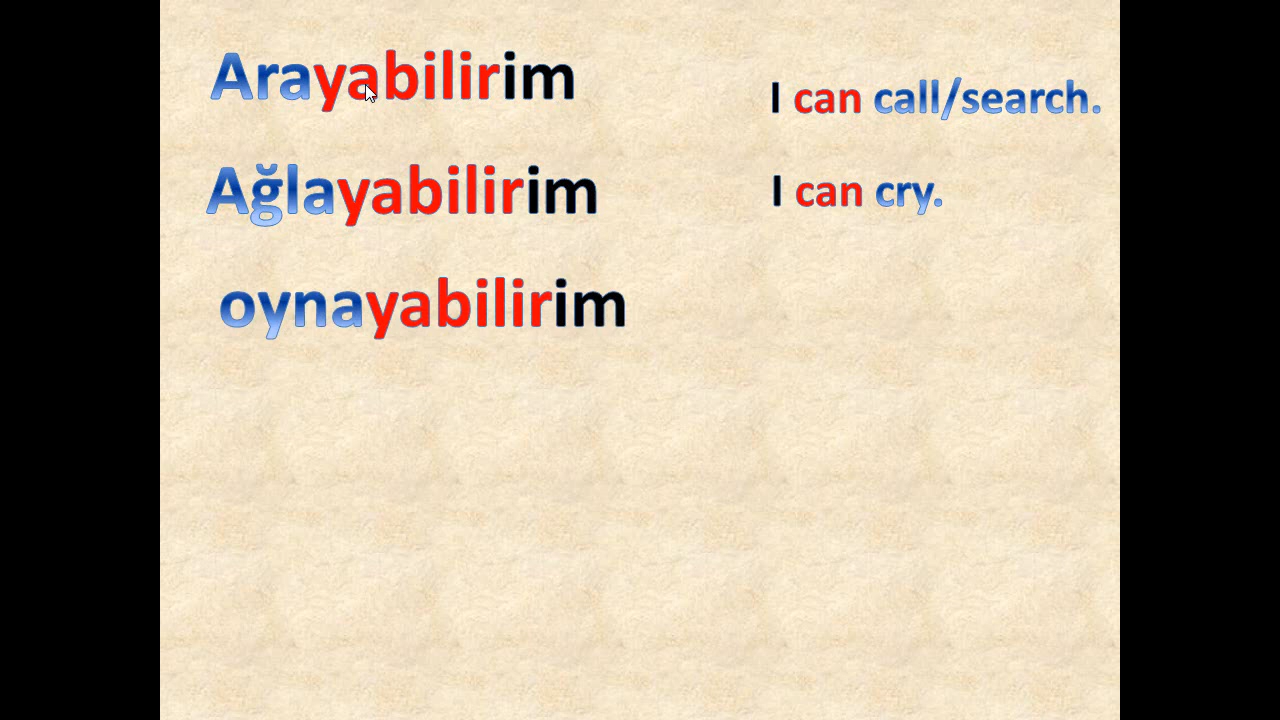 Arayabilirim
I can call/search.
Ağlayabilirim
I can cry.
oynayabilirim